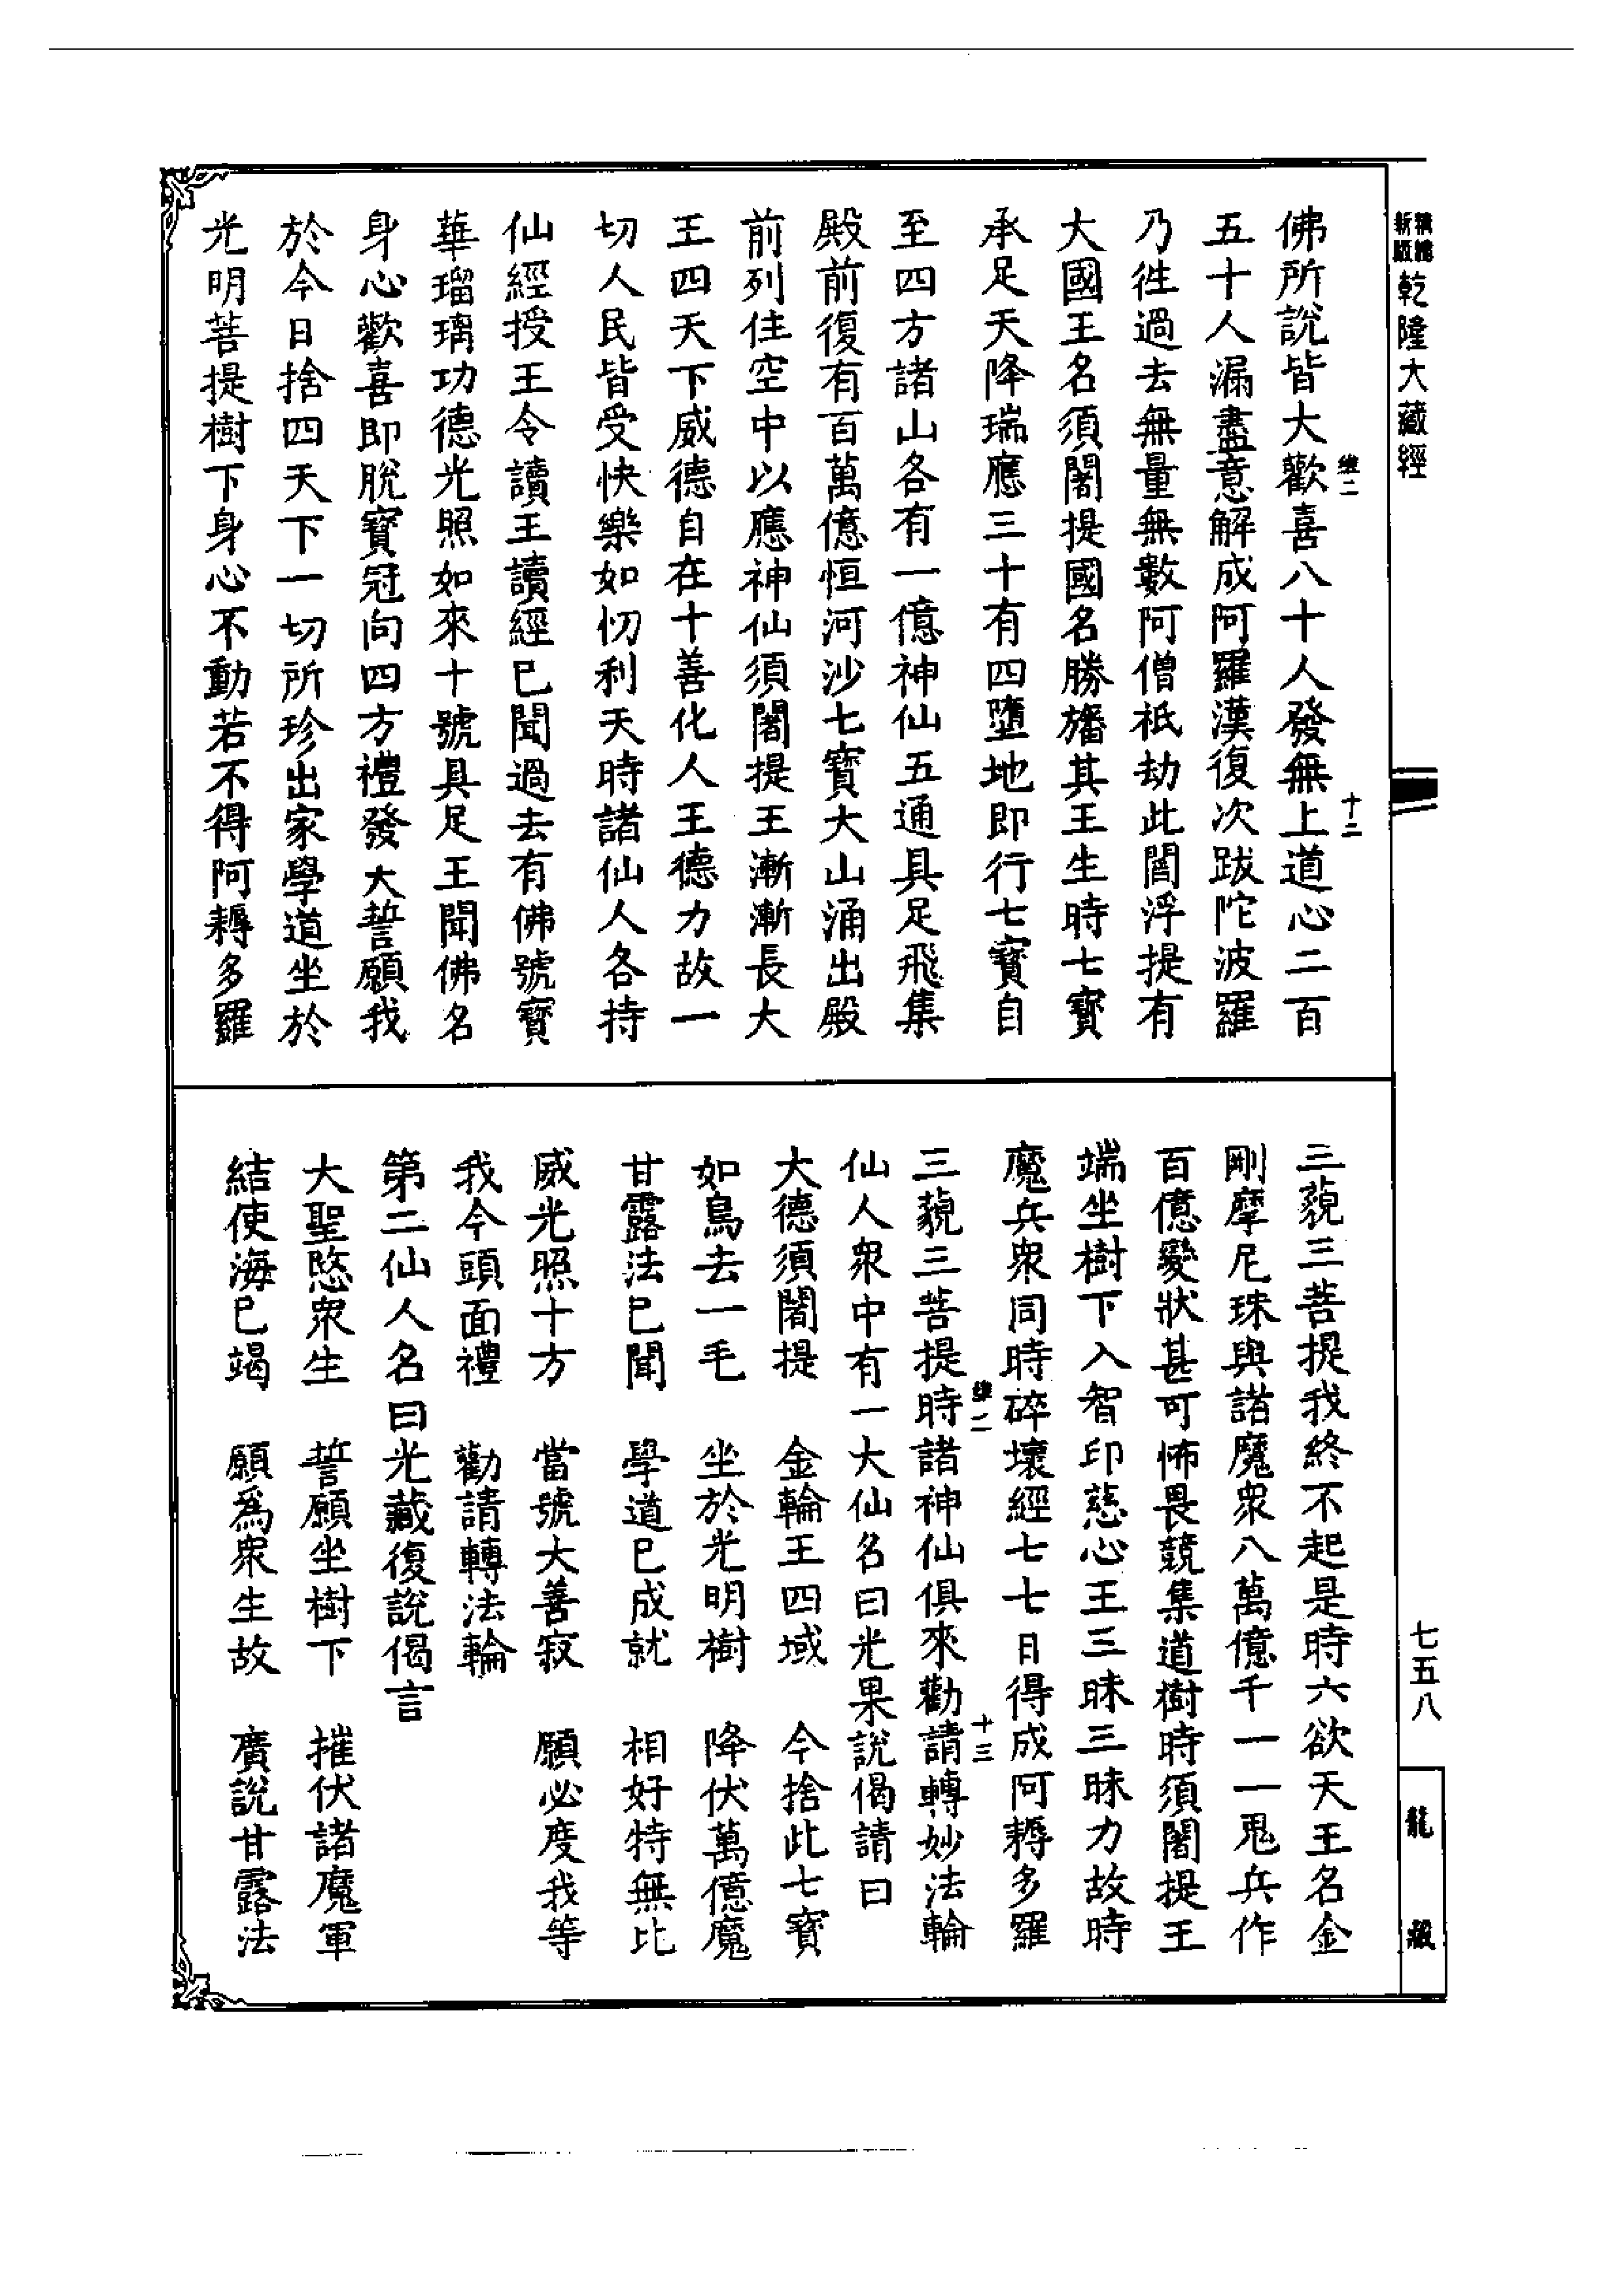 新版
精縮
乾隆大藏經
維二
十二
佛所說皆大歡喜八十人發無上道心二百
五十人漏盡意解成阿羅漢復次跋陀波羅
乃徃過去無量無數阿僧祇劫此閻浮提有
大國王名須闍提國名勝旛其王生時七寶
承足天降瑞應三十有四墮地即行七寶自
至四方諸山各有一億神仙五通具足飛集
殿前復有百萬億恒河沙七寶大山涌出殿
前列住空中以應神仙須闍提王漸漸長大
王四天下威德自在十善化人王德力故一
切人民皆受快樂如忉利天時諸仙人各持
仙經授王令讀王讀經已聞過去有佛號寶
華瑠璃功德光照如來十號具足王聞佛名
身心歡喜即脫寶冠向四方禮發大誓願我
於今日捨四天下一切所珍出家學道坐於
光明菩提樹下身心不動若不得阿耨多羅
三藐三菩提我終不起是時六欲天王名金
剛摩尼珠與諸魔衆八萬億千一一鬼兵作
百億變狀甚可怖畏競集道樹時須闍提王
端坐樹下入智印慈心王三昧三昧力故時
魔兵衆同時碎壞經七七日得成阿耨多羅
維二
十三
三藐三菩提時諸神仙俱來勸請轉妙法輪
仙人衆中有一大仙名曰光果說偈請曰
大德須闍提　金輪王四域　今捨此七寶
如鳥去一毛　坐於光明樹　降伏萬億魔
甘露法已聞　學道已成就　相好特無比
威光照十方　當號大善寂　願必度我等
我今頭面禮　勸請轉法輪
第二仙人名曰光藏復說偈言
大聖愍衆生　誓願坐樹下　摧伏諸魔軍
結使海已竭　願爲衆生故　廣說甘露法
七五八
龍藏